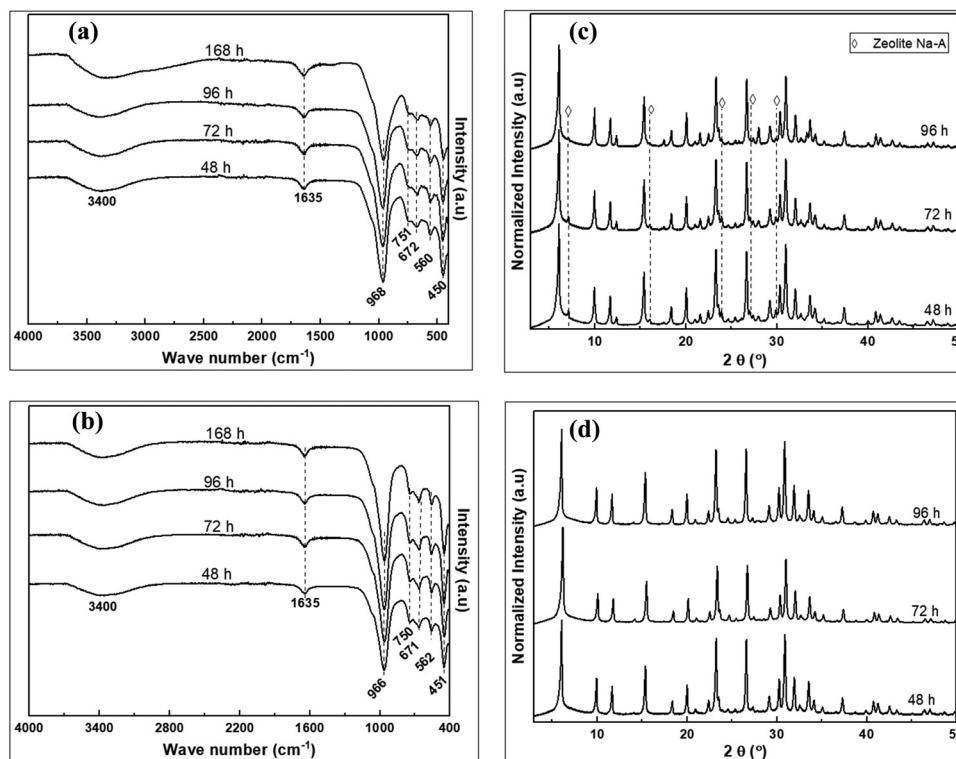 (a)
168 h
96 h
72 h
48 h
3400
1635
968
751
672
560
450
4000 3500 3000 2500 2000 1500 1000 500
Wave number (cm⁻¹)
Intensity (a.u)
(c)
◊ Zeolite Na-A
96 h
72 h
48 h
Normalized Intensity (a.u)
10 20 30 40 5
2 θ (°)
(b)
168 h
96 h
72 h
48 h
3400
1635
966
750
671
562
451
4000 3400 2800 2200 1600 1000 400
Wave number (cm⁻¹)
Intensity (a.u)
(d)
96 h
72 h
48 h
Normalized Intensity (a.u)
10 20 30 40 5
2 θ (°)